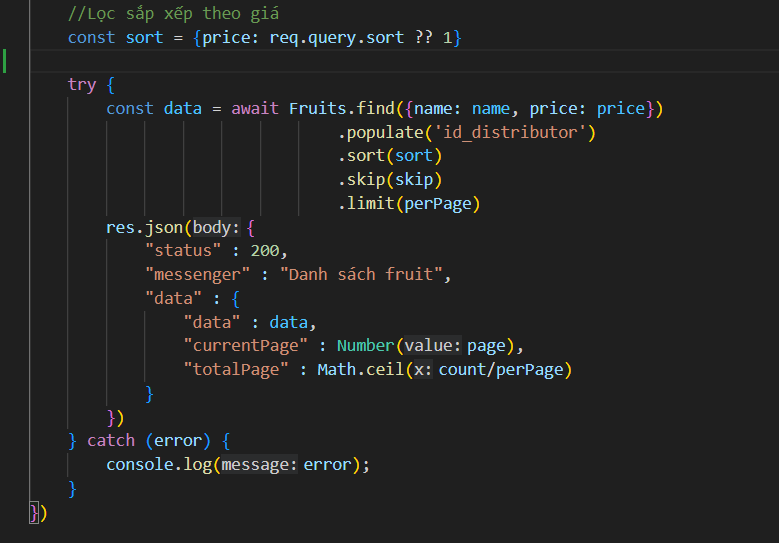 //Lọc sắp xếp theo giá
const sort = {price: req.query.sort ?? 1}
try {
const data = await Fruits.find({name: name, price: price})
.populate('id_distributor')
.sort(sort)
.skip(skip)
.limit(perPage)
res.json(body: {
"status" : 200,
"messenger" : "Danh sách fruit",
"data" : {
"data" : data,
"currentPage" : Number(value: page),
"totalPage" : Math.ceil(x: count/perPage)
}
})
} catch (error) {
console.log(message: error);
}
})